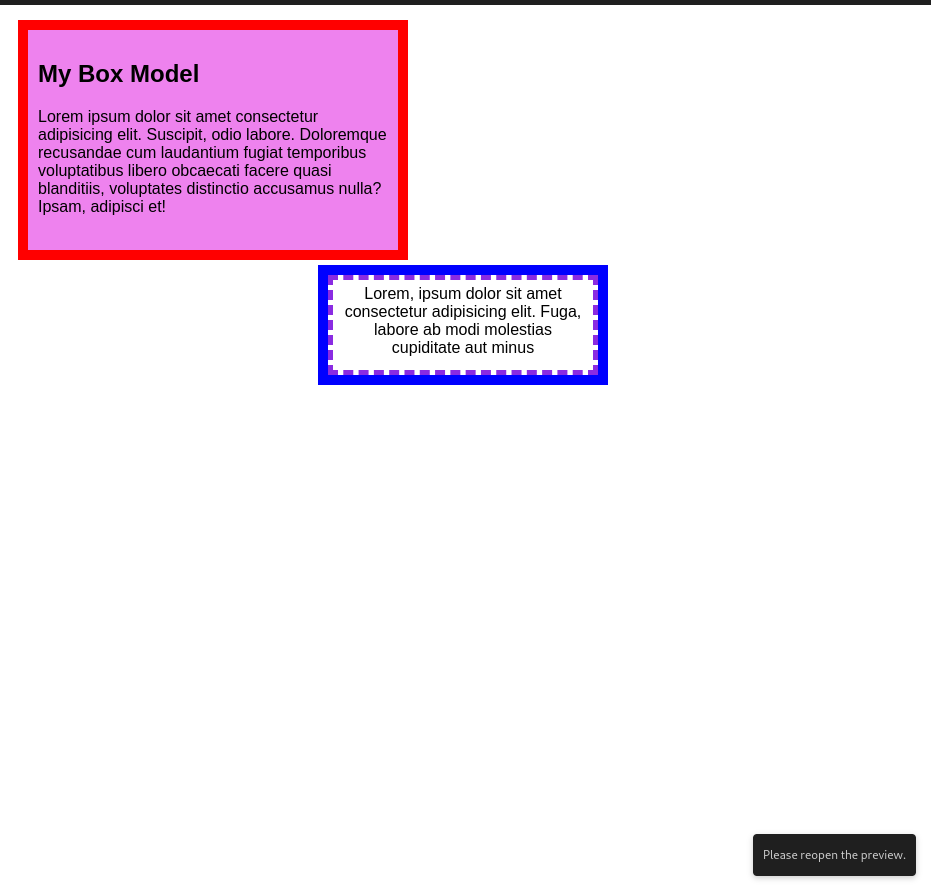 My Box Model
Lorem ipsum dolor sit amet consectetur
adipisicing elit. Suscipit, odio labore. Doloremque
recusandae cum laudantium fugiat temporibus
voluptatibus libero obcaecati facere quasi
blanditiis, voluptates distinctio accusamus nulla?
Ipsam, adipisci et!
Lorem, ipsum dolor sit amet
consectetur adipisicing elit. Fuga,
labore ab modi molestias
cupiditate aut minus
Please reopen the preview.